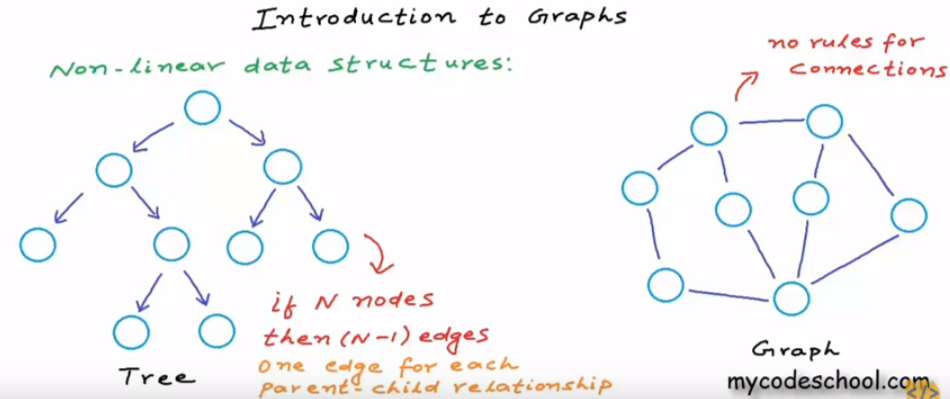 Introduction to Graphs
Non-linear data structures:
no rules for
connections
if N nodes
then (N-1) edges
One edge for each
parent-child relationship
Tree
Graph
mycodeschool.com
</>